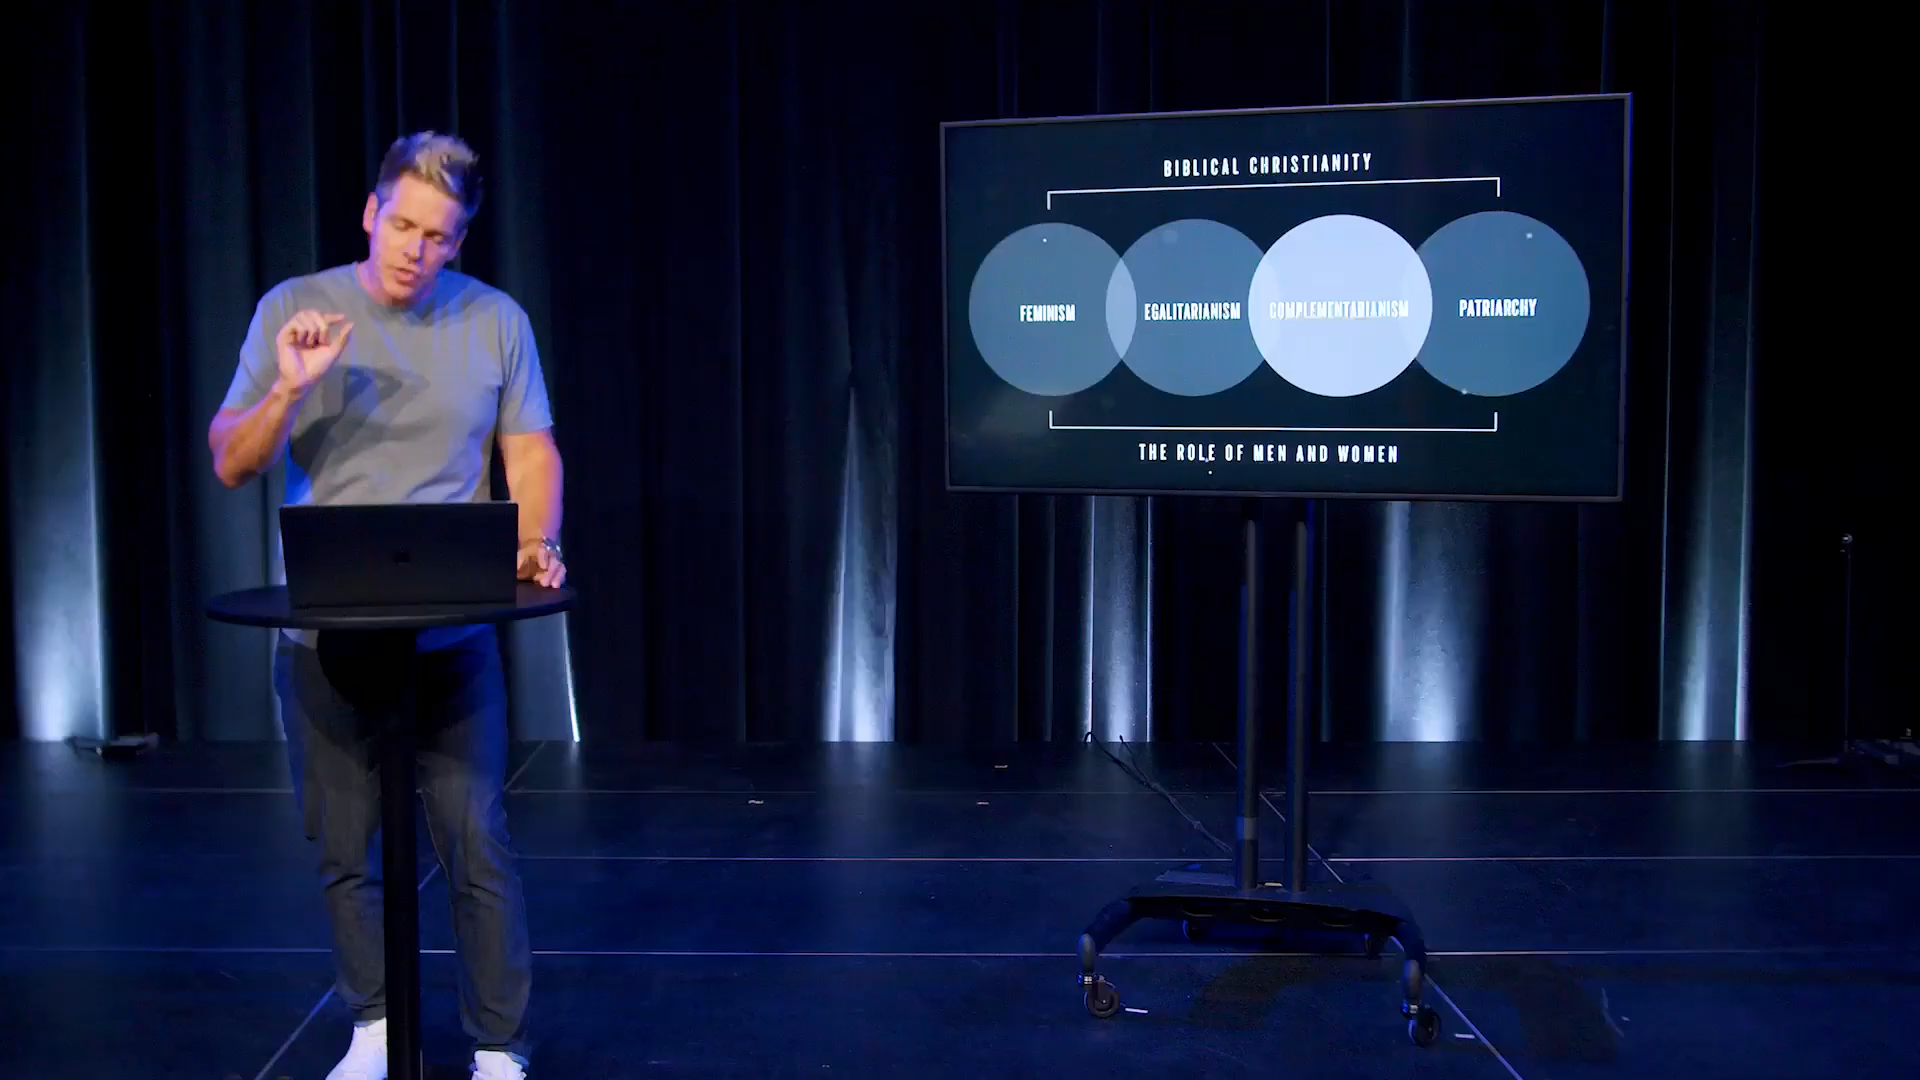 BIBLICAL CHRISTIANITY
FEMINISM
EGALITARIANISM
COMPLEMENTARIANISM
PATRIARCHY
THE ROLE OF MEN AND WOMEN